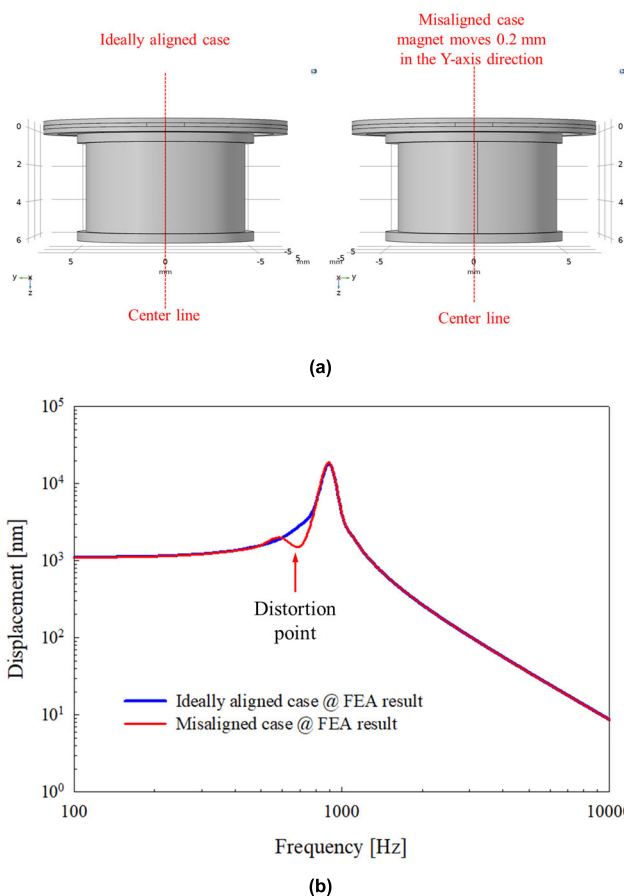 Ideally aligned case
Misaligned case
magnet moves 0.2 mm
in the Y-axis direction
0
2
4
6
5
0
-5
mm
-5
5
mm
y
x
z
Center line
0
2
4
6
-5
mm
-5
0
5
mm
x
y
z
Center line
(a)
10⁵
10⁴
10³
10²
10¹
10⁰
Displacement [nm]
Distortion
point
Ideally aligned case @ FEA result
Misaligned case @ FEA result
100
1000
10000
Frequency [Hz]
(b)